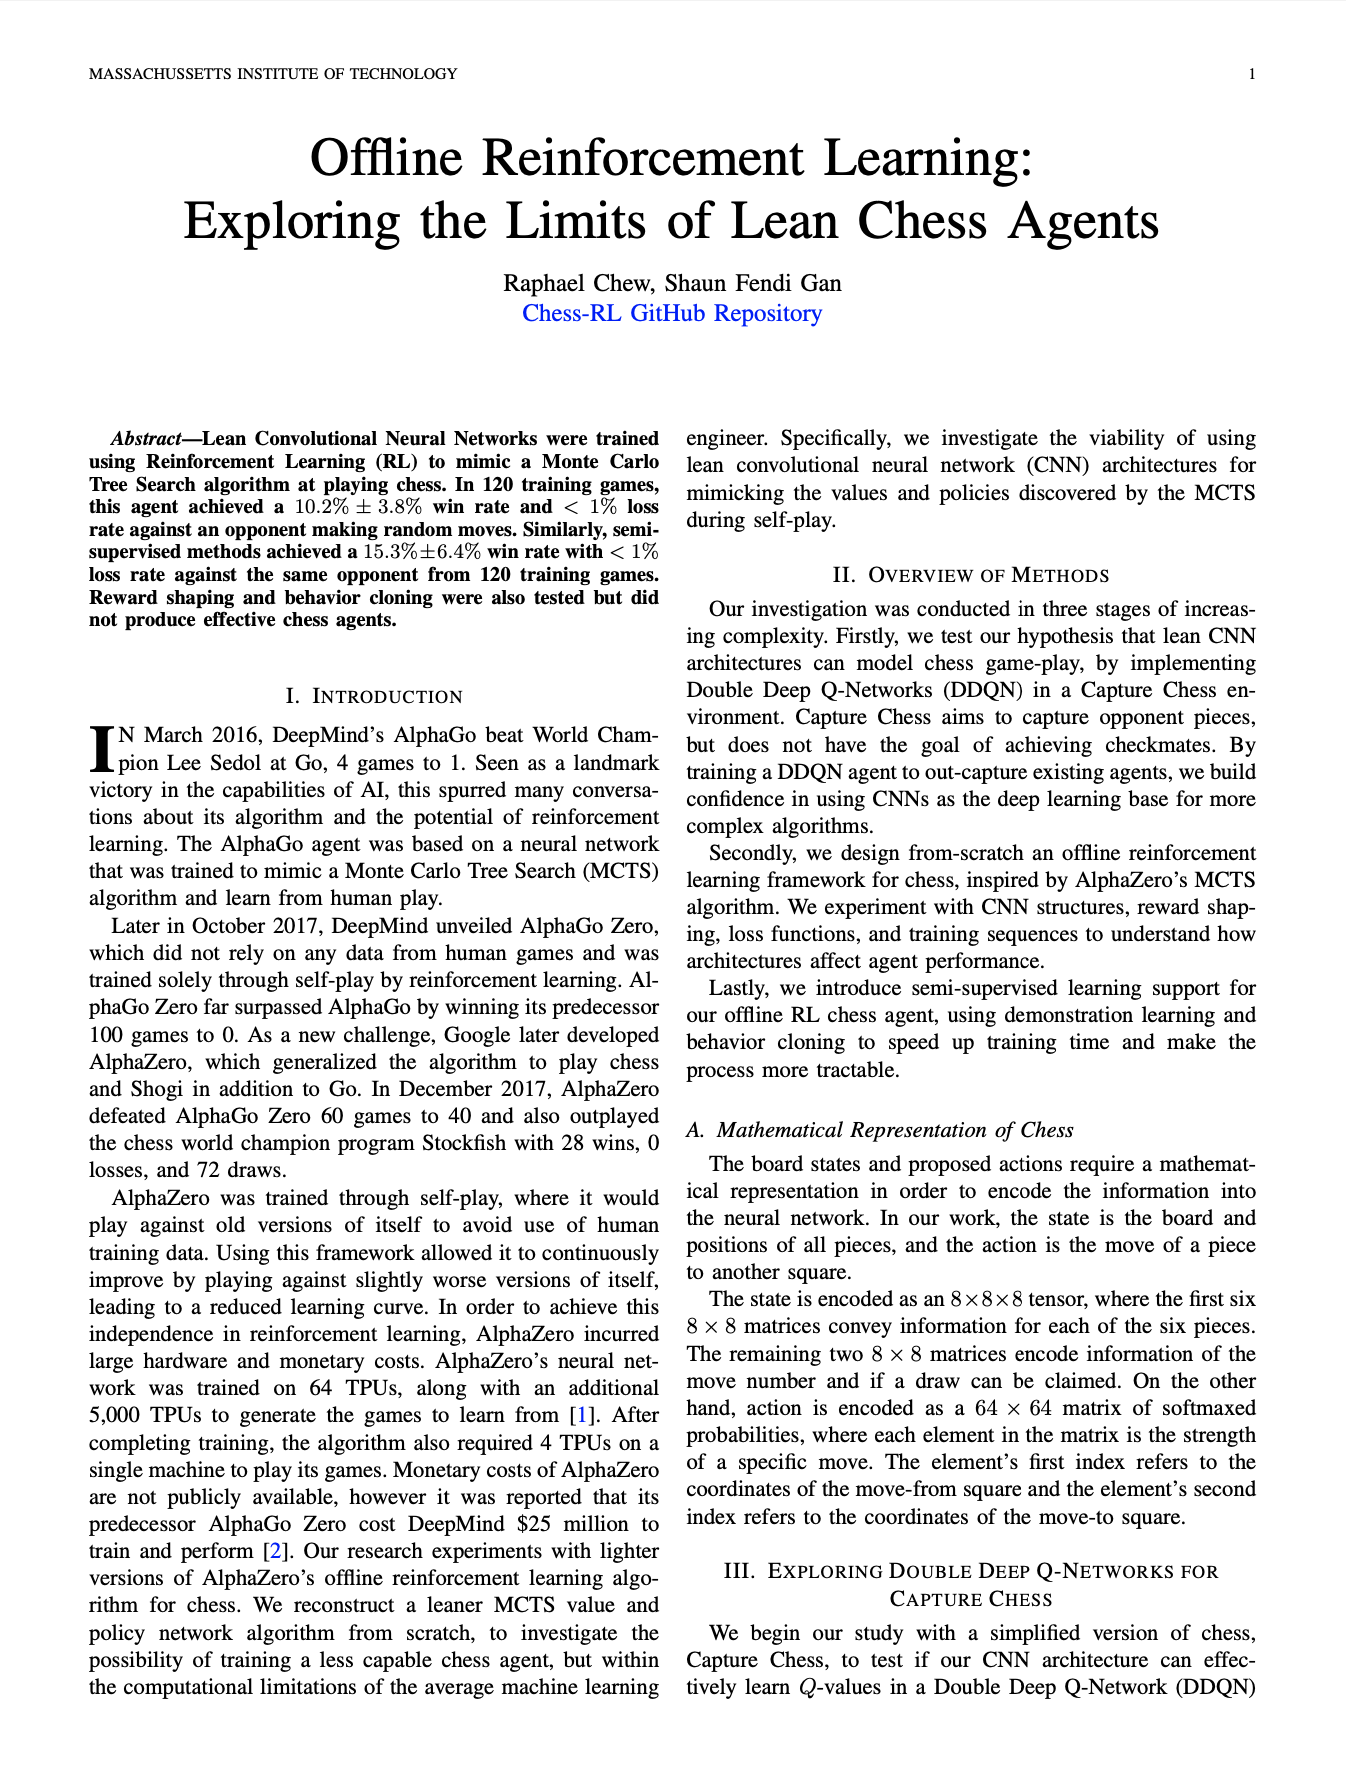 MASSACHUSSETTS INSTITUTE OF TECHNOLOGY 1
Offline Reinforcement Learning:
Exploring the Limits of Lean Chess Agents
Raphael Chew, Shaun Fendi Gan
Chess-RL GitHub Repository
Abstract—Lean Convolutional Neural Networks were trained
using Reinforcement Learning (RL) to mimic a Monte Carlo
Tree Search algorithm at playing chess. In 120 training games,
this agent achieved a 10.2% ± 3.8% win rate and < 1% loss
rate against an opponent making random moves. Similarly, semi-
supervised methods achieved a 15.3%±6.4% win rate with < 1%
loss rate against the same opponent from 120 training games.
Reward shaping and behavior cloning were also tested but did
not produce effective chess agents.
I. INTRODUCTION
IN March 2016, DeepMind's AlphaGo beat World Cham-
pion Lee Sedol at Go, 4 games to 1. Seen as a landmark
victory in the capabilities of AI, this spurred many conversa-
tions about its algorithm and the potential of reinforcement
learning. The AlphaGo agent was based on a neural network
that was trained to mimic a Monte Carlo Tree Search (MCTS)
algorithm and learn from human play.
Later in October 2017, DeepMind unveiled AlphaGo Zero,
which did not rely on any data from human games and was
trained solely through self-play by reinforcement learning. Al-
phaGo Zero far surpassed AlphaGo by winning its predecessor
100 games to 0. As a new challenge, Google later developed
AlphaZero, which generalized the algorithm to play chess
and Shogi in addition to Go. In December 2017, AlphaZero
defeated AlphaGo Zero 60 games to 40 and also outplayed
the chess world champion program Stockfish with 28 wins, 0
losses, and 72 draws.
AlphaZero was trained through self-play, where it would
play against old versions of itself to avoid use of human
training data. Using this framework allowed it to continuously
improve by playing against slightly worse versions of itself,
leading to a reduced learning curve. In order to achieve this
independence in reinforcement learning, AlphaZero incurred
large hardware and monetary costs. AlphaZero's neural net-
work was trained on 64 TPUs, along with an additional
5,000 TPUs to generate the games to learn from [1]. After
completing training, the algorithm also required 4 TPUs on a
single machine to play its games. Monetary costs of AlphaZero
are not publicly available, however it was reported that its
predecessor AlphaGo Zero cost DeepMind $25 million to
train and perform [2]. Our research experiments with lighter
versions of AlphaZero's offline reinforcement learning algo-
rithm for chess. We reconstruct a leaner MCTS value and
policy network algorithm from scratch, to investigate the
possibility of training a less capable chess agent, but within
the computational limitations of the average machine learning
engineer. Specifically, we investigate the viability of using
lean convolutional neural network (CNN) architectures for
mimicking the values and policies discovered by the MCTS
during self-play.
II. OVERVIEW OF METHODS
Our investigation was conducted in three stages of increas-
ing complexity. Firstly, we test our hypothesis that lean CNN
architectures can model chess game-play, by implementing
Double Deep Q-Networks (DDQN) in a Capture Chess en-
vironment. Capture Chess aims to capture opponent pieces,
but does not have the goal of achieving checkmates. By
training a DDQN agent to out-capture existing agents, we build
confidence in using CNNs as the deep learning base for more
complex algorithms.
Secondly, we design from-scratch an offline reinforcement
learning framework for chess, inspired by AlphaZero's MCTS
algorithm. We experiment with CNN structures, reward shap-
ing, loss functions, and training sequences to understand how
architectures affect agent performance.
Lastly, we introduce semi-supervised learning support for
our offline RL chess agent, using demonstration learning and
behavior cloning to speed up training time and make the
process more tractable.
A. Mathematical Representation of Chess
The board states and proposed actions require a mathemat-
ical representation in order to encode the information into
the neural network. In our work, the state is the board and
positions of all pieces, and the action is the move of a piece
to another square.
The state is encoded as an 8×8×8 tensor, where the first six
8 × 8 matrices convey information for each of the six pieces.
The remaining two 8 × 8 matrices encode information of the
move number and if a draw can be claimed. On the other
hand, action is encoded as a 64 × 64 matrix of softmaxed
probabilities, where each element in the matrix is the strength
of a specific move. The element's first index refers to the
coordinates of the move-from square and the element's second
index refers to the coordinates of the move-to square.
III. EXPLORING DOUBLE DEEP Q-NETWORKS FOR
CAPTURE CHESS
We begin our study with a simplified version of chess,
Capture Chess, to test if our CNN architecture can effec-
tively learn Q-values in a Double Deep Q-Network (DDQN)